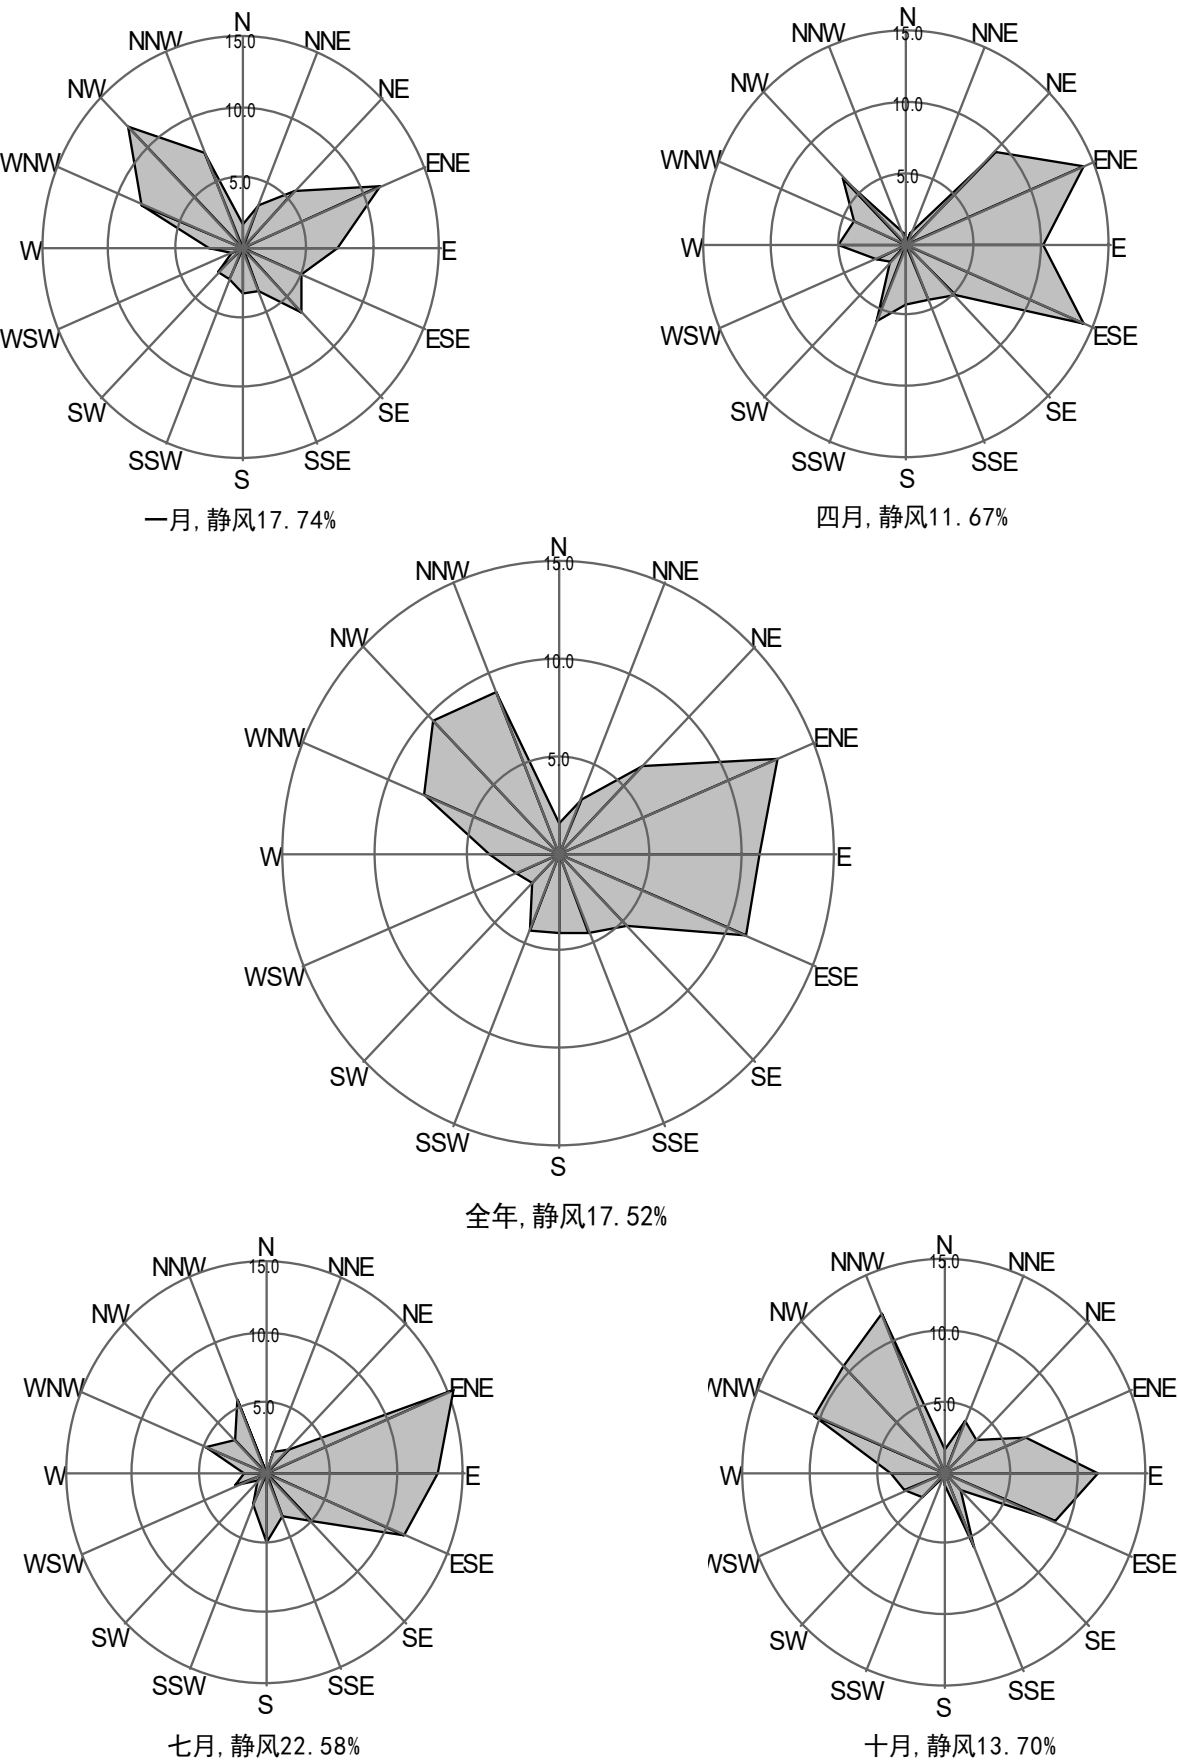 N
NNW NNE
15.0
NW NE
10.0
WNW ENE
5.0
W E
WSW ESE
SW SE
SSW SSE
S
一月,静风17.74%
N
NNW NNE
15.0
NW NE
10.0
WNW ENE
5.0
W E
WSW ESE
SW SE
SSW SSE
S
四月,静风11.67%
N
15.0
NNW NNE
NW NE
10.0
WNW ENE
5.0
W E
WSW ESE
SW SE
SSW SSE
S
全年,静风17.52%
N
NNW NNE
15.0
NW NE
10.0
WNW ENE
5.0
W E
WSW ESE
SW SE
SSW SSE
S
七月,静风22.58%
N
NNW NNE
15.0
NW NE
10.0
WNW ENE
5.0
W E
WSW ESE
SW SE
SSW SSE
S
十月,静风13.70%